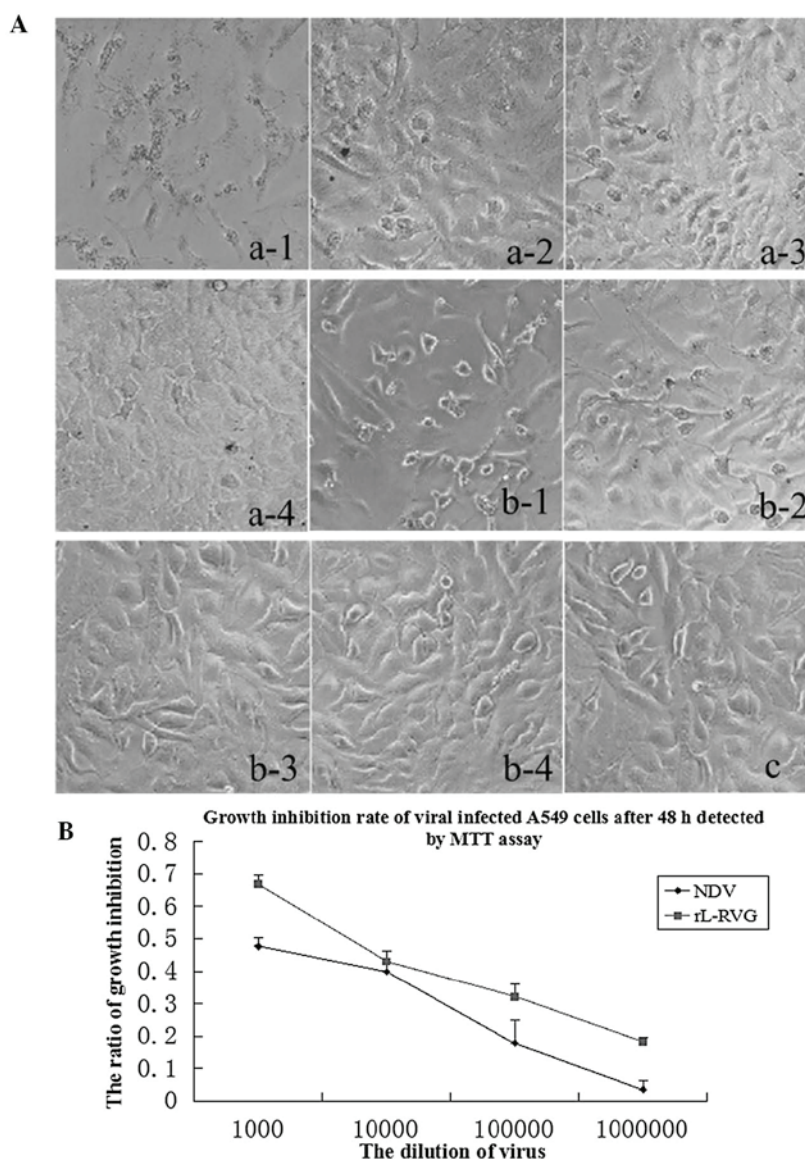 A
a-1
a-2
a-3
a-4
b-1
b-2
b-3
b-4
c
B
Growth inhibition rate of viral infected A549 cells after 48 h detected
by MTT assay
The ratio of growth inhibition
0.8
0.7
0.6
0.5
0.4
0.3
0.2
0.1
0
NDV
rL-RVG
1000
10000
100000
1000000
The dilution of virus